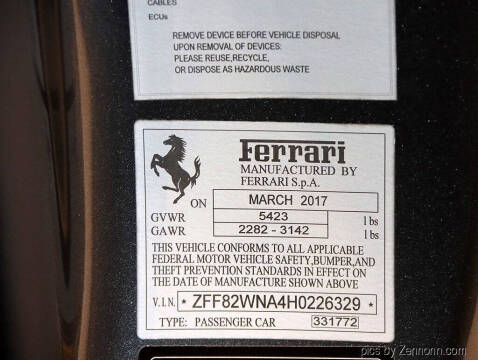 CABLES
ECUs
REMOVE DEVICE BEFORE VEHICLE DISPOSAL
UPON REMOVAL OF DEVICES:
PLEASE REUSE,RECYCLE,
OR DISPOSE AS HAZARDOUS WASTE
Ferrari
MANUFACTURED BY
FERRARI S.p.A.
ON MARCH 2017
GVWR 5423 lbs
GAWR 2282 - 3142 lbs
THIS VEHICLE CONFORMS TO ALL APPLICABLE
FEDERAL MOTOR VEHICLE SAFETY,BUMPER,AND
THEFT PREVENTION STANDARDS IN EFFECT ON
THE DATE OF MANUFACTURE SHOWN ABOVE
V.I.N. * ZFF82WNA4H0226329 *
TYPE: PASSENGER CAR 331772
pics by Zennonn.com